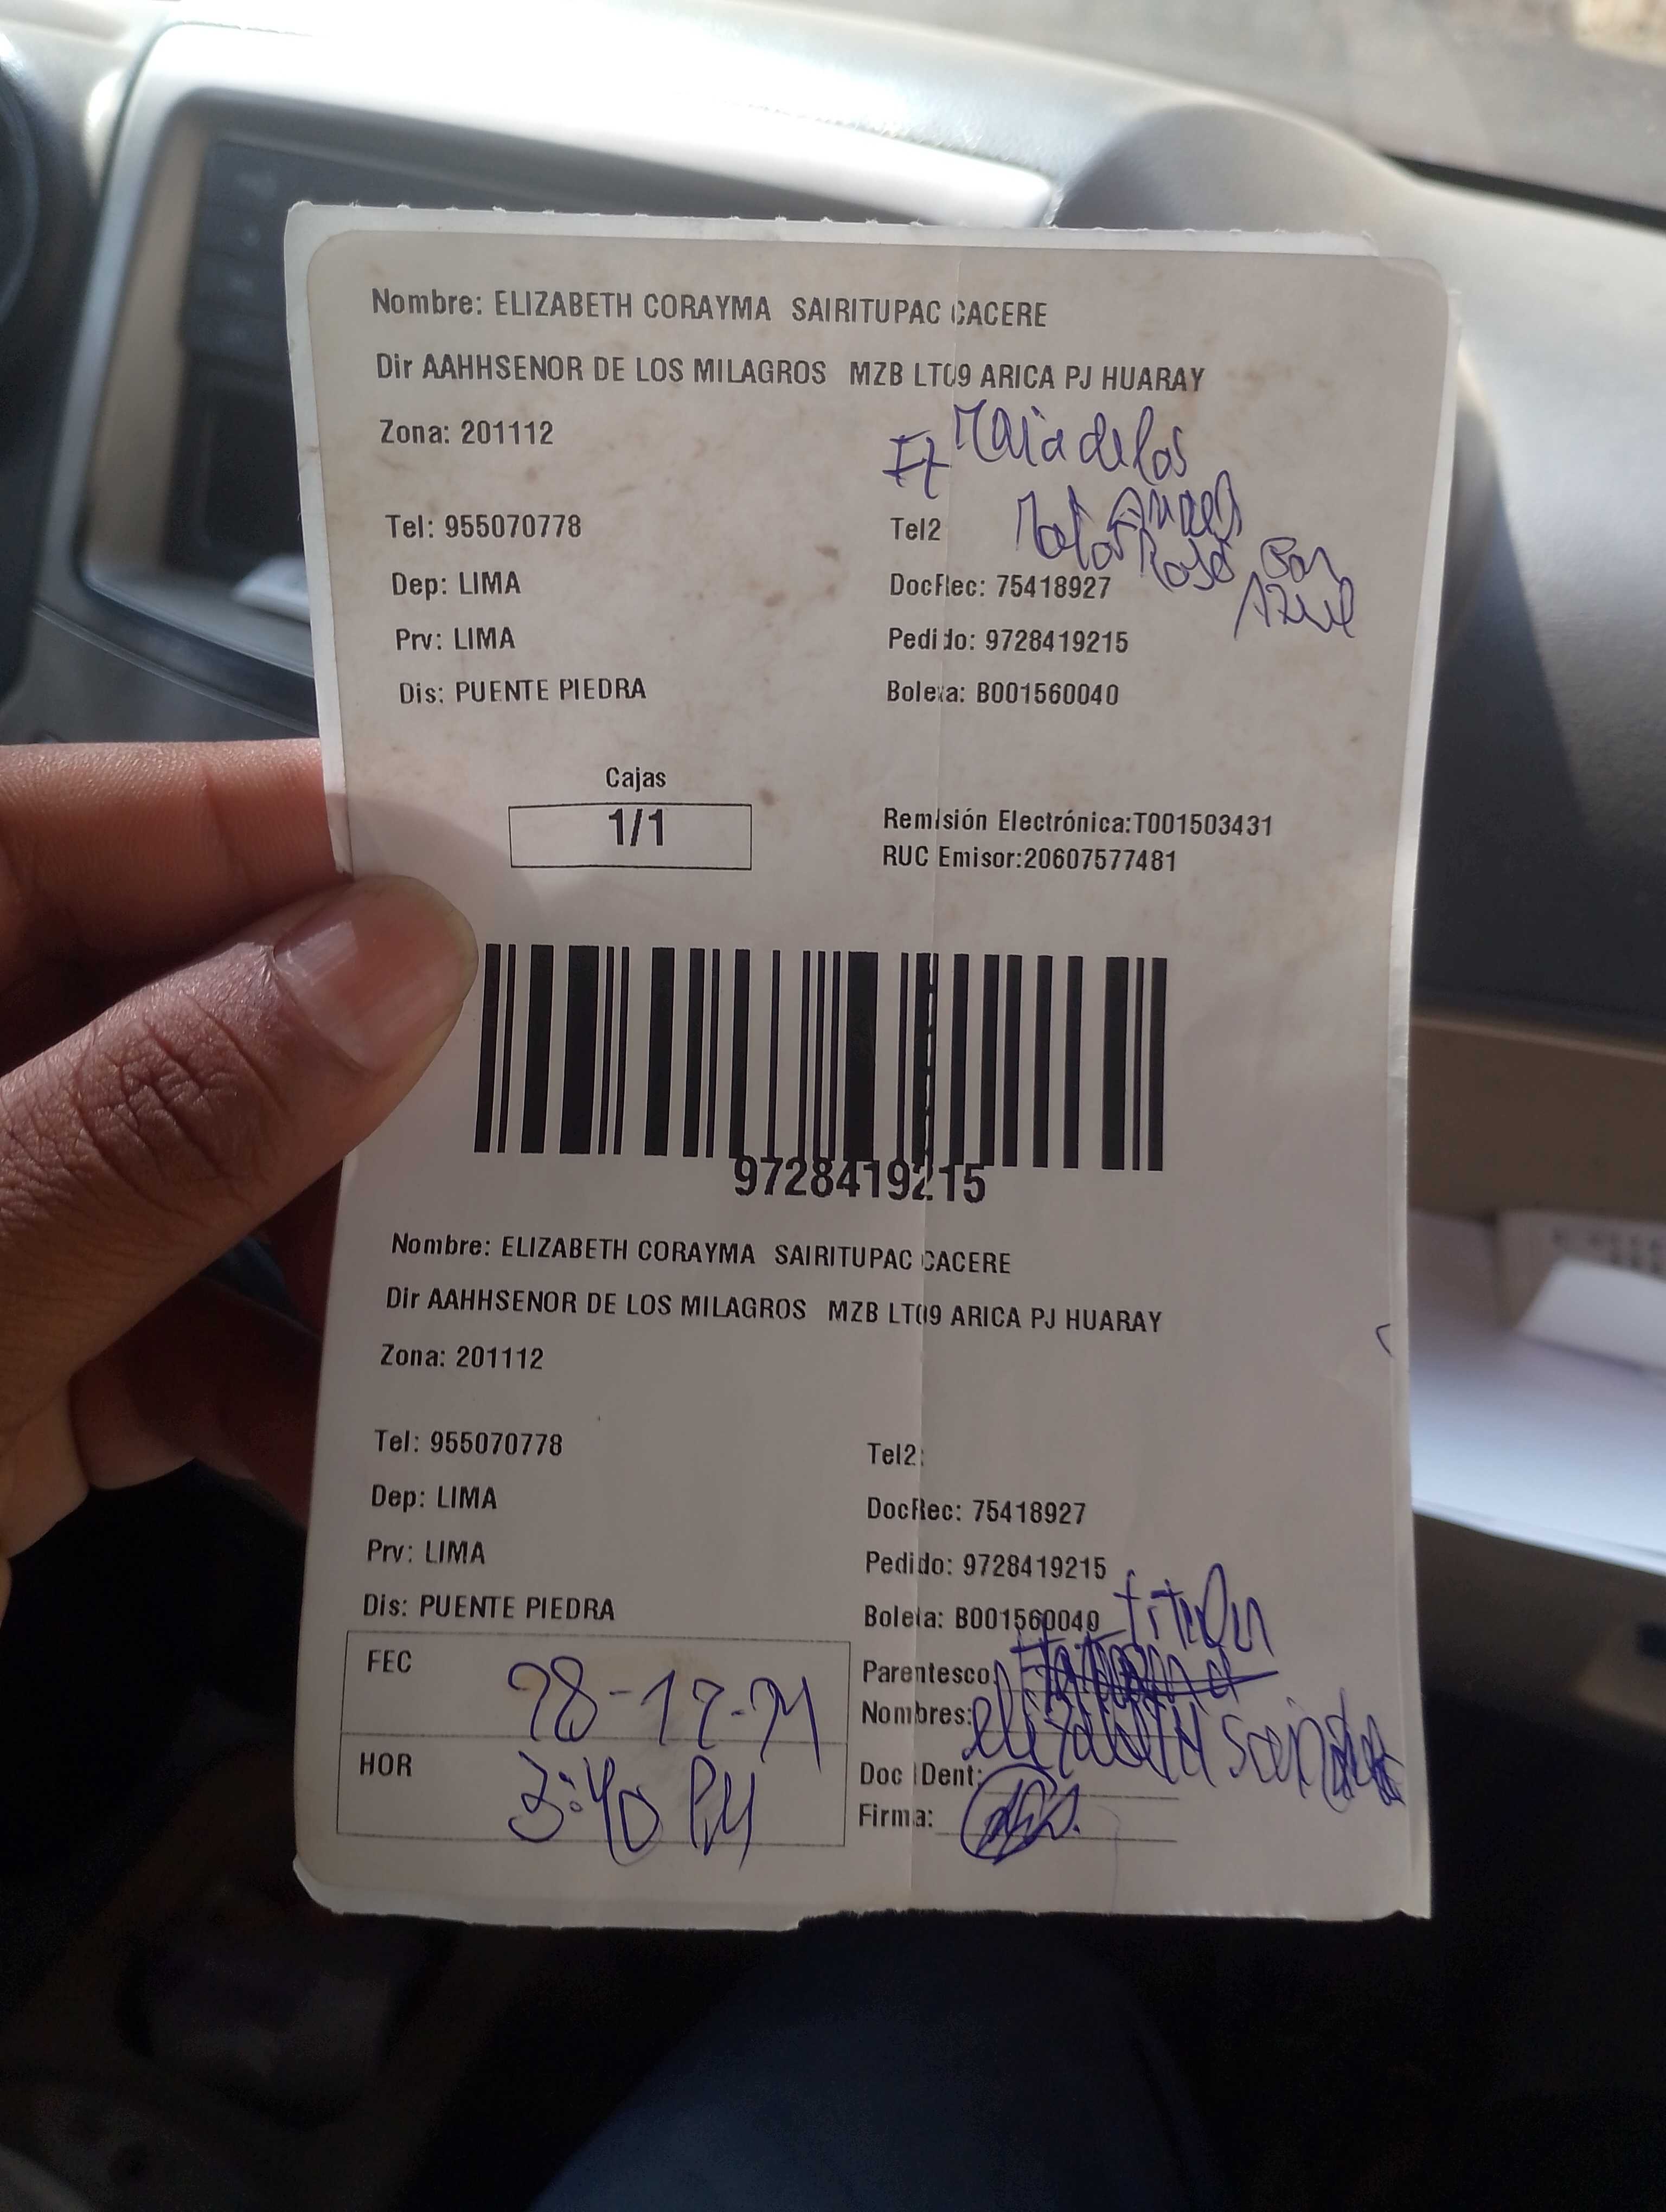 Nombre: ELIZABETH CORAYMA SAIRITUPAC CACERE
Dir AAHHSENOR DE LOS MILAGROS MZB LT09 ARICA PJ HUARAY
Zona: 201112
de los
Tel: 955070778 Tel2
Dep: LIMA DocRec: 75418927
Azul
Prv: LIMA Pedido: 9728419215
Dis: PUENTE PIEDRA Boleta: B001560040
Cajas
1/1
Remisión Electrónica:T001503431
RUC Emisor:20607577481
9728419215
Nombre: ELIZABETH CORAYMA SAIRITUPAC CACERE
Dir AAHHSENOR DE LOS MILAGROS MZB LT09 ARICA PJ HUARAY
Zona: 201112
Tel: 955070778 Tel2:
Dep: LIMA DocRec: 75418927
Prv: LIMA Pedido: 9728419215
Dis: PUENTE PIEDRA Boleta: B001560040
FEC Parentesco:
Nombres: elizabeth
HOR 3:40 PM Doc IDent:
Firma: